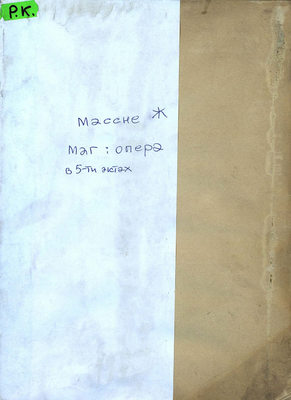 Р.К.
Массне Ж
Маг : опера
в 5-ти актах